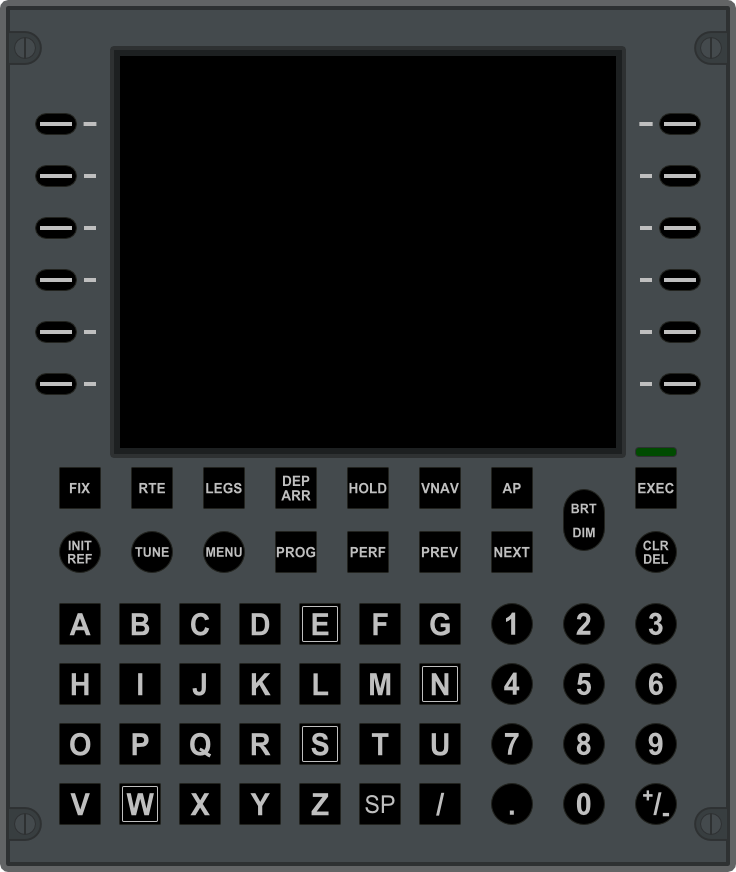 FIX RTE LEGS DEP ARR HOLD VNAV AP BRT DIM EXEC
INIT REF TUNE MENU PROG PERF PREV NEXT CLR DEL
A B C D E F G 1 2 3
H I J K L M N 4 5 6
O P Q R S T U 7 8 9
V W X Y Z SP / . 0 +/-